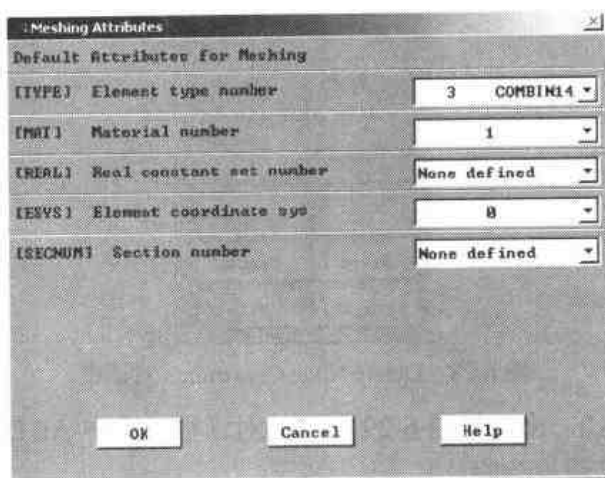 Meshing Attributes
Default Attributes for Meshing
[TYPE] Element type number 3 COMBIN14
[MAT] Material number 1
[REAL] Real constant set number None defined
[ESYS] Element coordinate sys 0
[SECNUM] Section number None defined
OK Cancel Help